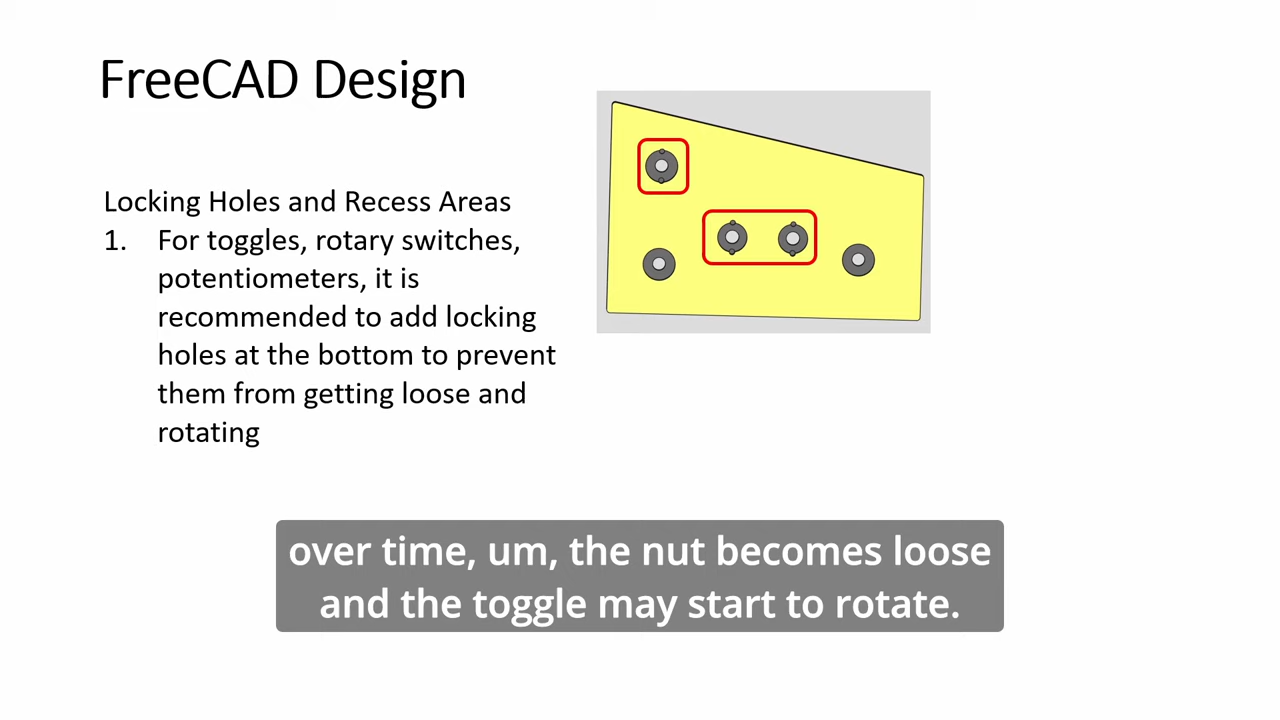 FreeCAD Design
Locking Holes and Recess Areas
1. For toggles, rotary switches,
potentiometers, it is
recommended to add locking
holes at the bottom to prevent
them from getting loose and
rotating
over time, um, the nut becomes loose
and the toggle may start to rotate.